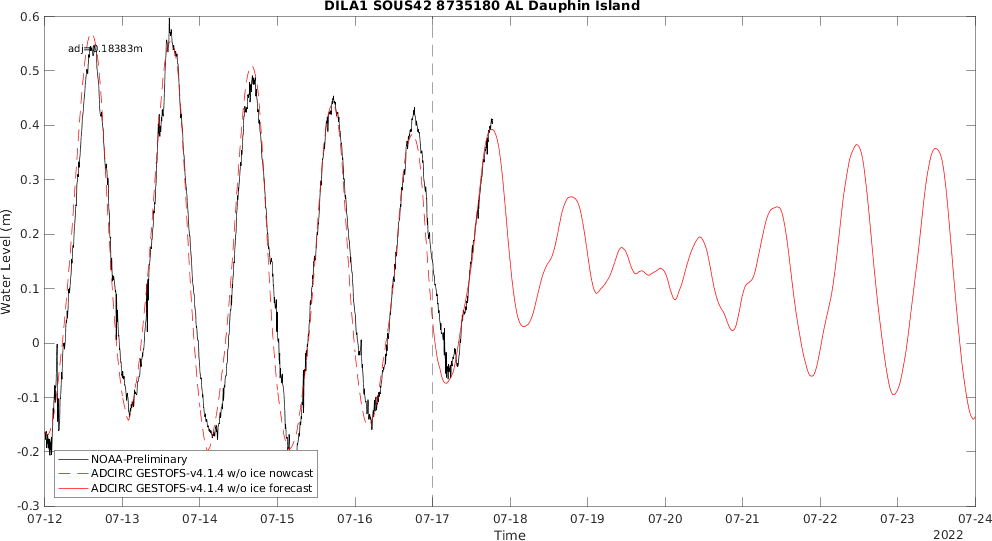 DILA1 SOUS42 8735180 AL Dauphin Island
0.6
adj=0.18383m
0.5
0.4
0.3
0.2
0.1
0
-0.1
-0.2
-0.3
Water Level (m)
NOAA-Preliminary
ADCIRC GESTOFS-v4.1.4 w/o ice nowcast
ADCIRC GESTOFS-v4.1.4 w/o ice forecast
07-12 07-13 07-14 07-15 07-16 07-17 07-18 07-19 07-20 07-21 07-22 07-23 07-24
Time
2022